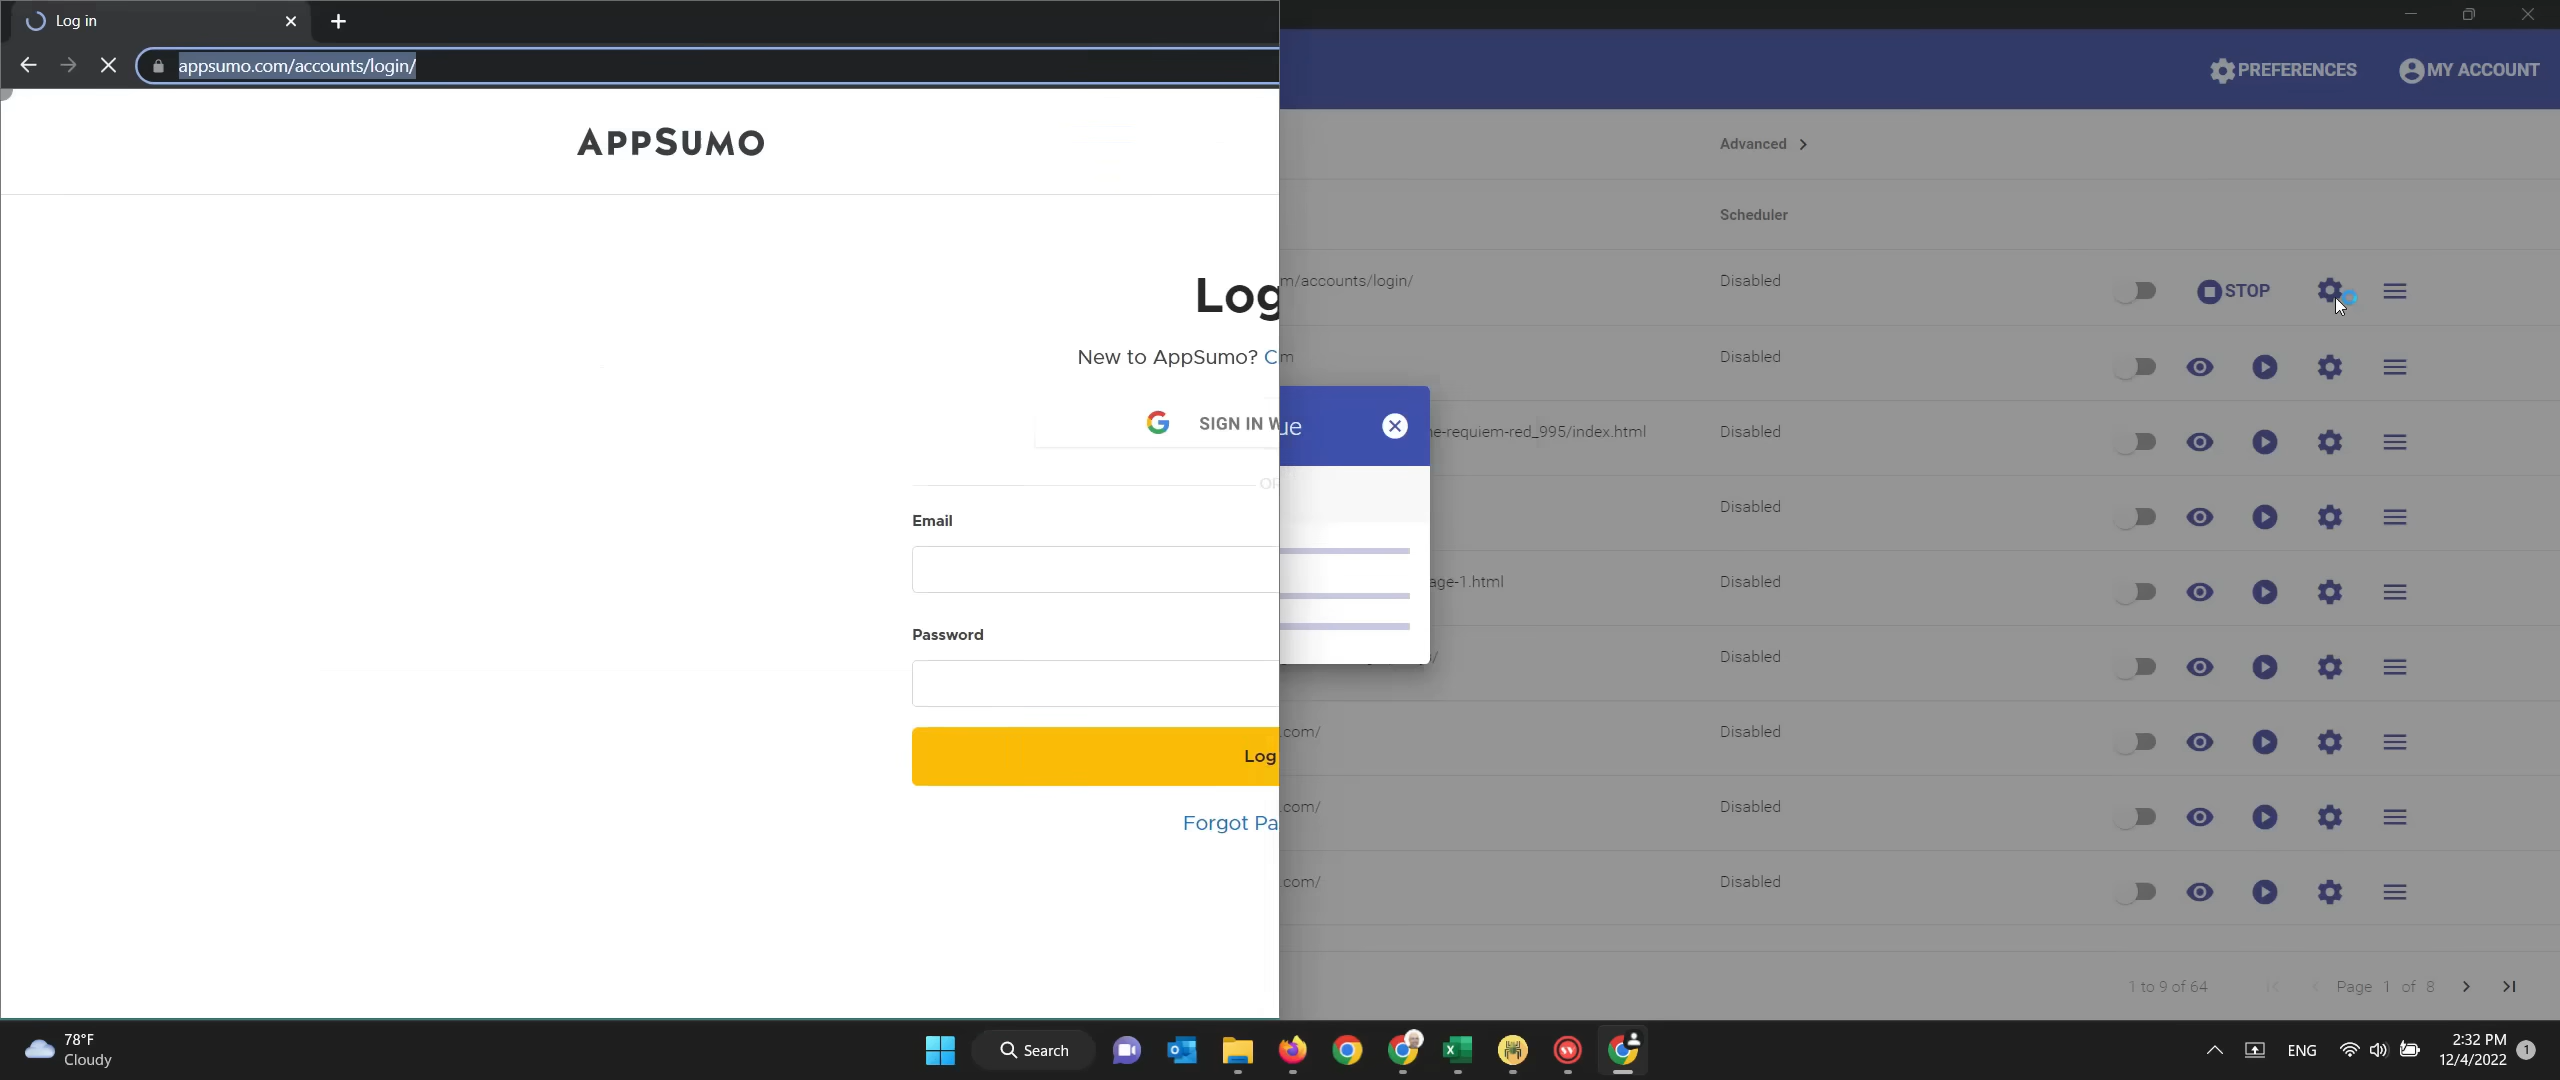 Log in
appsumo.com/accounts/login/
PREFERENCES
MY ACCOUNT
APPSUMO
Advanced
Scheduler
Log
m/accounts/login/
Disabled
STOP
New to AppSumo? C
m
Disabled
SIGN IN W
ue
ne-requiem-red_995/index.html
Disabled
OR
Email
Disabled
age-1.html
Disabled
Password
/
Disabled
Log
.com/
Disabled
Forgot Pa
.com/
Disabled
.com/
Disabled
1 to 9 of 64
Page 1 of 8
78°F
Cloudy
Search
ENG
2:32 PM
12/4/2022
1